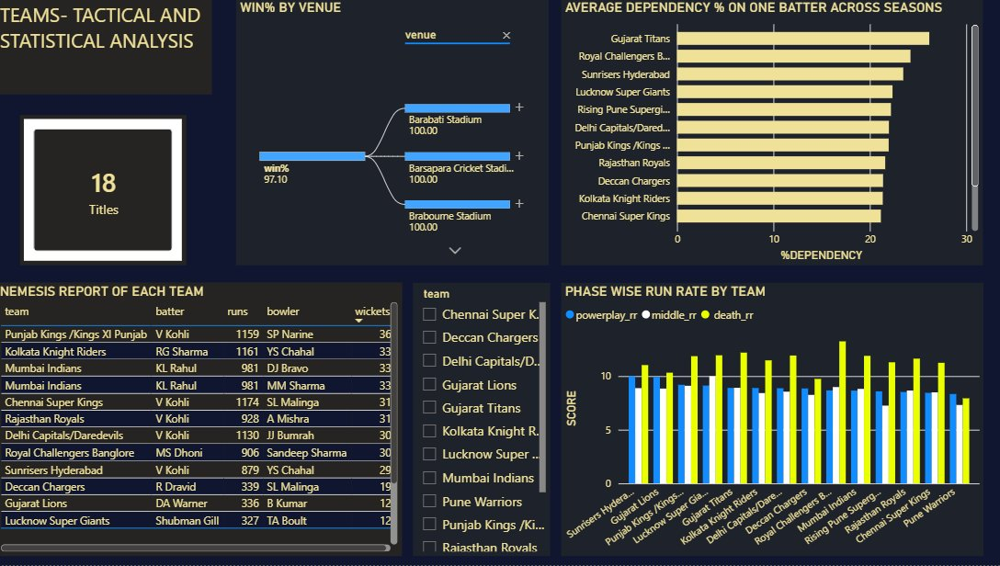 TEAMS- TACTICAL AND
STATISTICAL ANALYSIS
18
Titles
WIN% BY VENUE
venue
win%
97.10
Barabati Stadium
100.00
Barsapara Cricket Stadi...
100.00
Brabourne Stadium
100.00
AVERAGE DEPENDENCY % ON ONE BATTER ACROSS SEASONS
Gujarat Titans
Royal Challengers B...
Sunrisers Hyderabad
Lucknow Super Giants
Rising Pune Supergi...
Delhi Capitals/Dared...
Punjab Kings /Kings ...
Rajasthan Royals
Deccan Chargers
Kolkata Knight Riders
Chennai Super Kings
0 10 20 30
%DEPENDENCY
NEMESIS REPORT OF EACH TEAM
team batter runs bowler wickets
Punjab Kings /Kings XI Punjab V Kohli 1159 SP Narine 36
Kolkata Knight Riders RG Sharma 1161 YS Chahal 33
Mumbai Indians KL Rahul 981 DJ Bravo 33
Mumbai Indians KL Rahul 981 MM Sharma 33
Chennai Super Kings V Kohli 1174 SL Malinga 31
Rajasthan Royals V Kohli 928 A Mishra 31
Delhi Capitals/Daredevils V Kohli 1130 JJ Bumrah 30
Royal Challengers Banglore MS Dhoni 906 Sandeep Sharma 30
Sunrisers Hyderabad V Kohli 879 YS Chahal 29
Deccan Chargers R Dravid 339 SL Malinga 19
Gujarat Lions DA Warner 336 B Kumar 12
Lucknow Super Giants Shubman Gill 327 TA Boult 12
team
Chennai Super K...
Deccan Chargers
Delhi Capitals/D...
Gujarat Lions
Gujarat Titans
Kolkata Knight R...
Lucknow Super ...
Mumbai Indians
Pune Warriors
Punjab Kings /Ki...
Rajasthan Royals
PHASE WISE RUN RATE BY TEAM
powerplay_rr middle_rr death_rr
SCORE
10
5
0
Sunrisers Hydera...
Gujarat Lions
Punjab Kings /Kings...
Lucknow Super Gia...
Gujarat Titans
Kolkata Knight Riders
Delhi Capitals/Dare...
Deccan Chargers
Royal Challengers B...
Mumbai Indians
Rising Pune Superg...
Rajasthan Royals
Chennai Super Kings
Pune Warriors